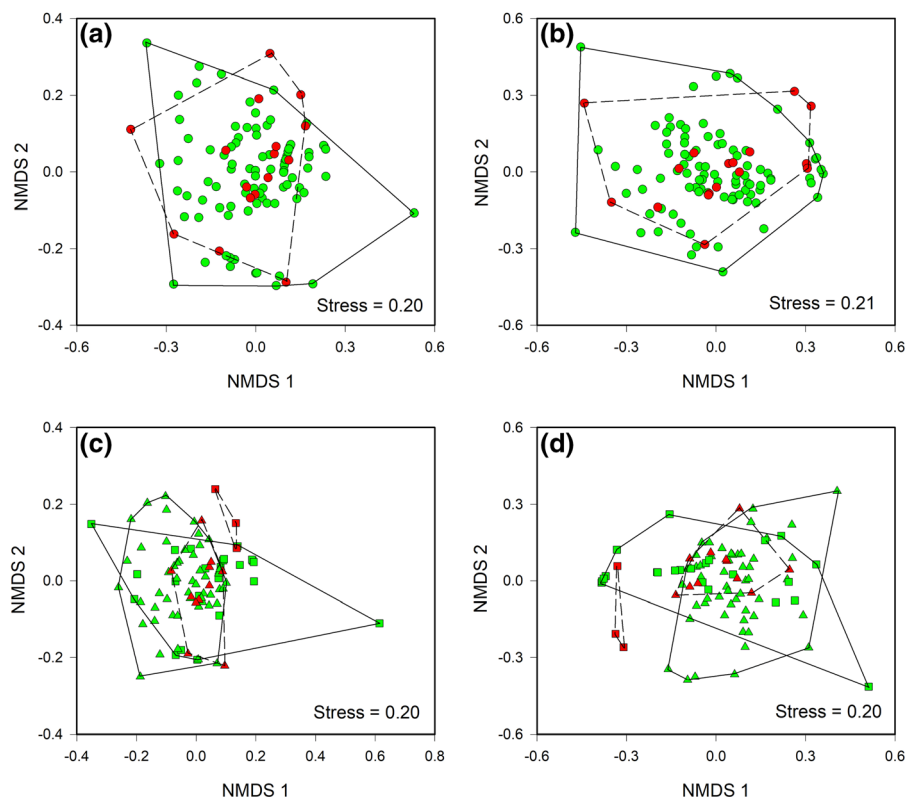 (a)
0.4
0.2
0.0
-0.2
-0.4
NMDS 2
Stress = 0.20
-0.6
-0.3
0.0
0.3
0.6
NMDS 1
(b)
0.6
0.3
0.0
-0.3
-0.6
NMDS 2
Stress = 0.21
-0.6
-0.3
0.0
0.3
0.6
NMDS 1
(c)
0.4
0.2
0.0
-0.2
-0.4
NMDS 2
Stress = 0.20
-0.4
-0.2
0.0
0.2
0.4
0.6
0.8
NMDS 1
(d)
0.6
0.3
0.0
-0.3
-0.6
NMDS 2
Stress = 0.20
-0.6
-0.3
0.0
0.3
0.6
NMDS 1